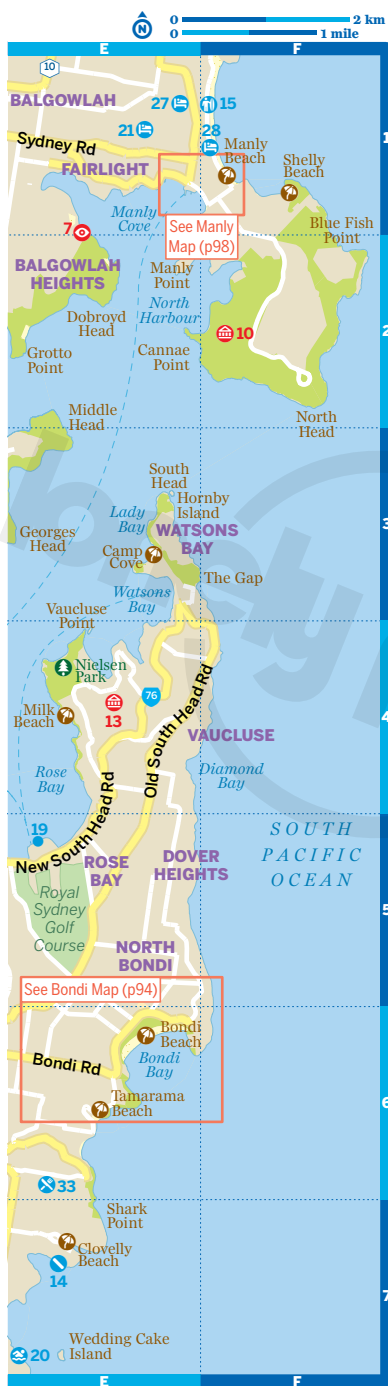 N
0
2 km
0
1 mile
E
F
10
BALGOWLAH
27
15
21
28
1
Sydney Rd
Manly
Beach
Shelly
Beach
FAIRLIGHT
Manly
Cove
See Manly
Map (p98)
Blue Fish
Point
7
BALGOWLAH
HEIGHTS
Manly
Point
Dobroyd
Head
North
Harbour
2
10
Grotto
Point
Cannae
Point
North
Head
Middle
Head
South
Head
Hornby
Island
Lady
Bay
3
WATSONS
BAY
Georges
Head
Camp
Cove
The Gap
Watsons
Bay
Vaucluse
Point
Nielsen
Park
76
4
Milk
Beach
13
Old South Head Rd
VAUCLUSE
Rose
Bay
Diamond
Bay
19
New South Head Rd
SOUTH
PACIFIC
OCEAN
ROSE
BAY
DOVER
HEIGHTS
Royal
Sydney
Golf
Course
5
NORTH
BONDI
See Bondi Map (p94)
Bondi
Beach
Bondi Rd
Bondi
Bay
6
Tamarama
Beach
33
Shark
Point
Clovelly
Beach
14
7
Wedding Cake
Island
20
E
F